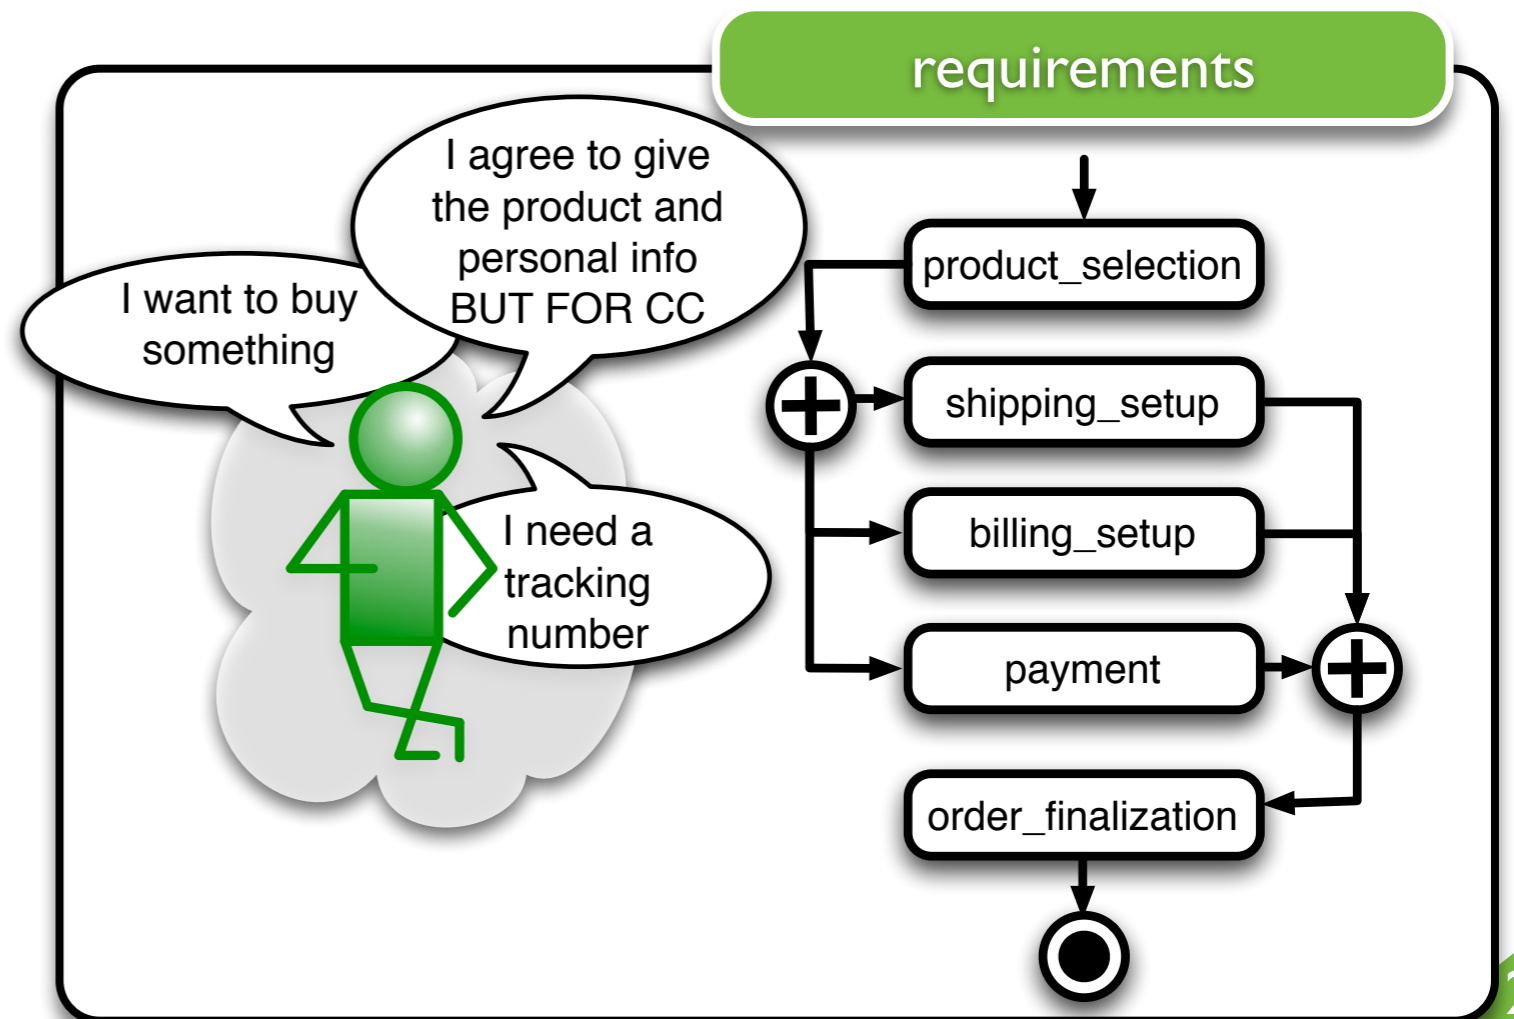 requirements
I agree to give
the product and
personal info
BUT FOR CC
I want to buy
something
I need a
tracking
number
product_selection
shipping_setup
billing_setup
payment
order_finalization